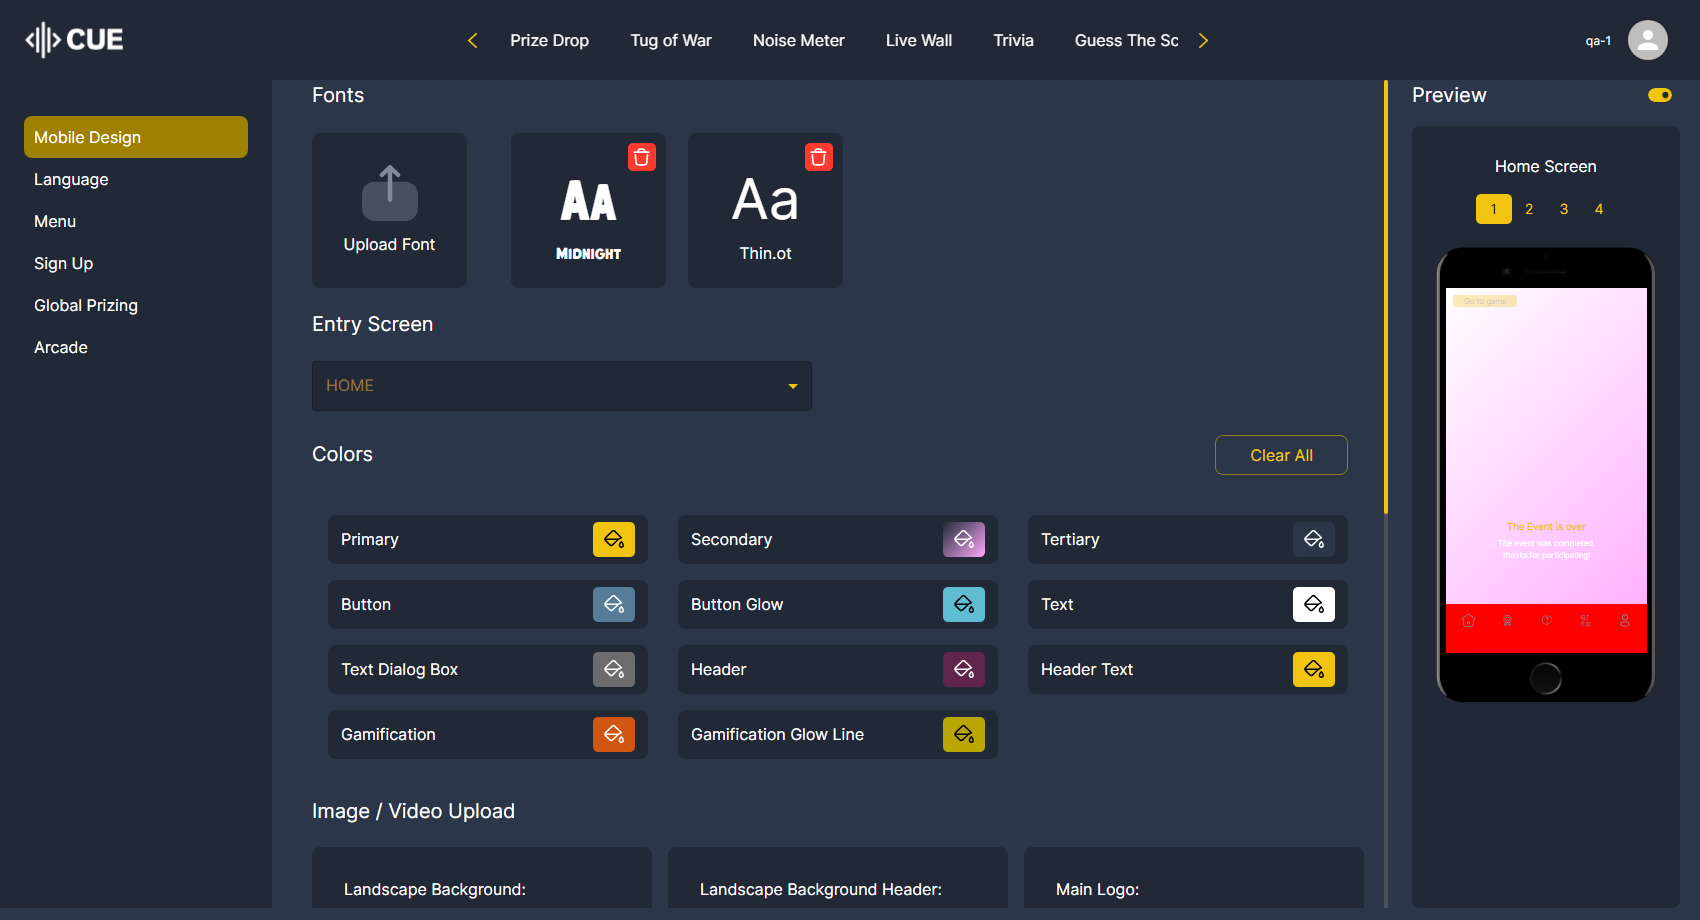 CUE
Prize Drop
Tug of War
Noise Meter
Live Wall
Trivia
Guess The Sc
qa-1
Mobile Design
Language
Menu
Sign Up
Global Prizing
Arcade
Fonts
Upload Font
AA
MIDNIGHT
Aa
Thin.ot
Entry Screen
HOME
Colors
Clear All
Primary
Secondary
Tertiary
Button
Button Glow
Text
Text Dialog Box
Header
Header Text
Gamification
Gamification Glow Line
Image / Video Upload
Landscape Background:
Landscape Background Header:
Main Logo:
Preview
Home Screen
1 2 3 4
Go to game
The Event is over
The event was completed,
thanks for participating!